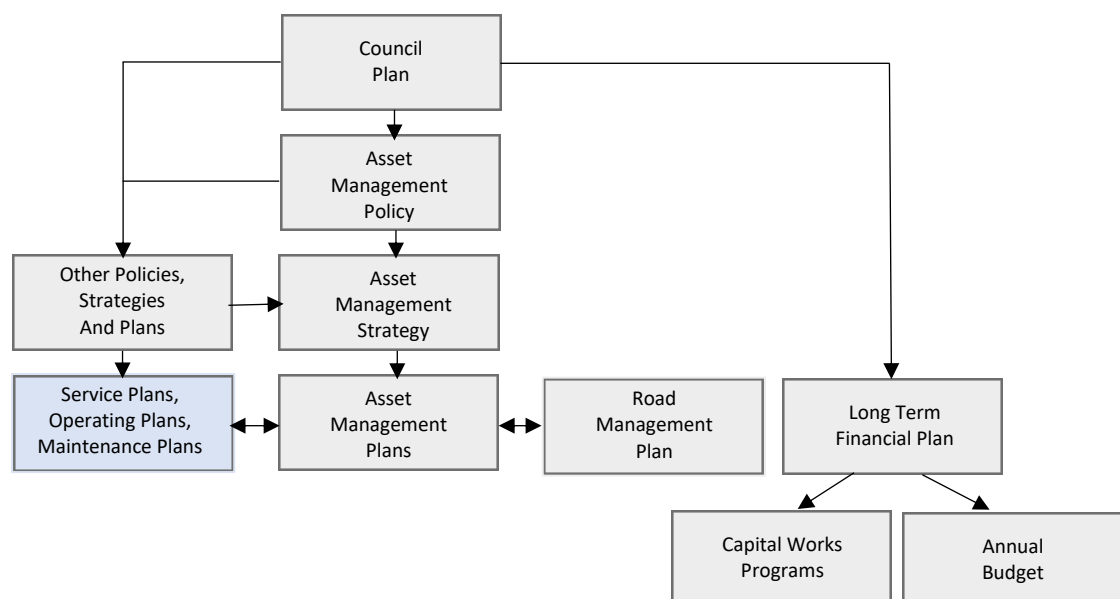 Council
Plan
Asset
Management
Policy
Other Policies,
Strategies
And Plans
Asset
Management
Strategy
Service Plans,
Operating Plans,
Maintenance Plans
Asset
Management
Plans
Road
Management
Plan
Long Term
Financial Plan
Capital Works
Programs
Annual
Budget